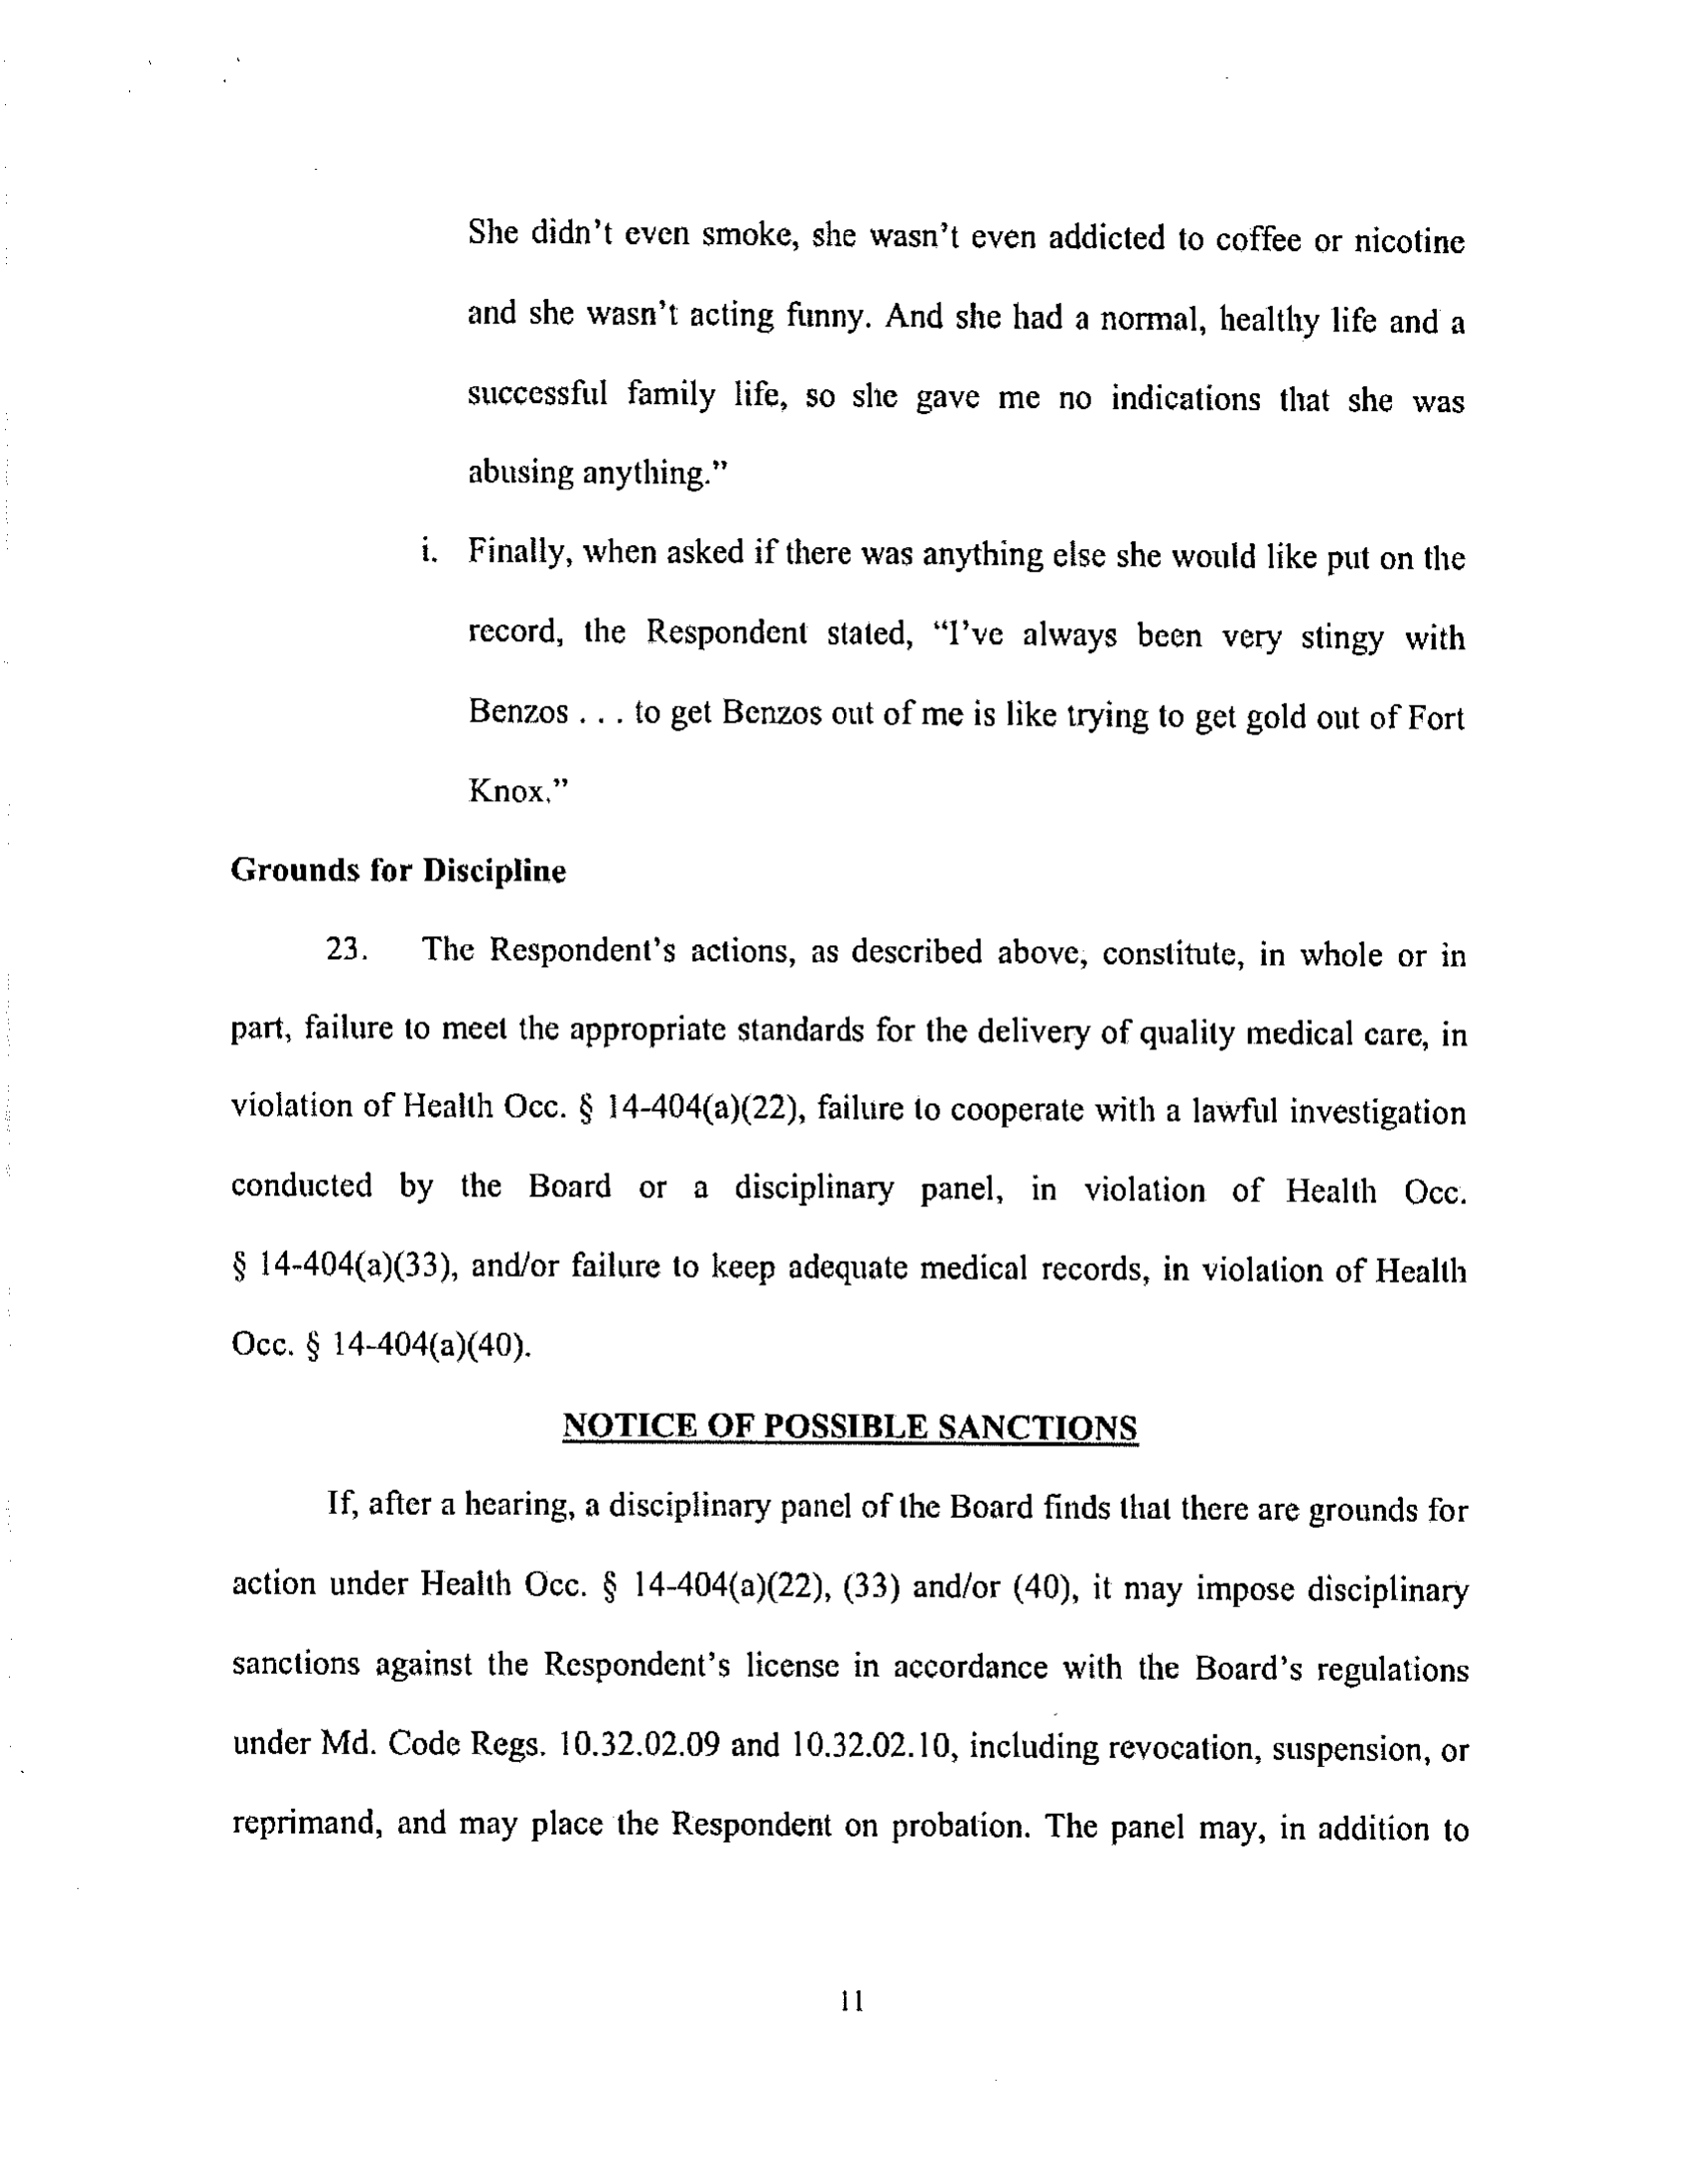 She didn't even smoke, she wasn't even addicted to coffee or nicotine
and she wasn't acting funny. And she had a normal, healthy life and a
successful family life, so she gave me no indications that she was
abusing anything.”
i. Finally, when asked if there was anything else she would like put on the
record, the Respondent stated, “I've always been very stingy with
Benzos . . . to get Benzos out of me is like trying to get gold out of Fort
Knox.”
Grounds for Discipline
23. The Respondent's actions, as described above, constitute, in whole or in
part, failure to meet the appropriate standards for the delivery of quality medical care, in
violation of Health Occ. § 14-404(a)(22), failure to cooperate with a lawful investigation
conducted by the Board or a disciplinary panel, in violation of Health Occ.
§ 14-404(a)(33), and/or failure to keep adequate medical records, in violation of Health
Occ. § 14-404(a)(40).
NOTICE OF POSSIBLE SANCTIONS
If, after a hearing, a disciplinary panel of the Board finds that there are grounds for
action under Health Occ. § 14-404(a)(22), (33) and/or (40), it may impose disciplinary
sanctions against the Respondent's license in accordance with the Board's regulations
under Md. Code Regs. 10.32.02.09 and 10.32.02.10, including revocation, suspension, or
reprimand, and may place the Respondent on probation. The panel may, in addition to
11